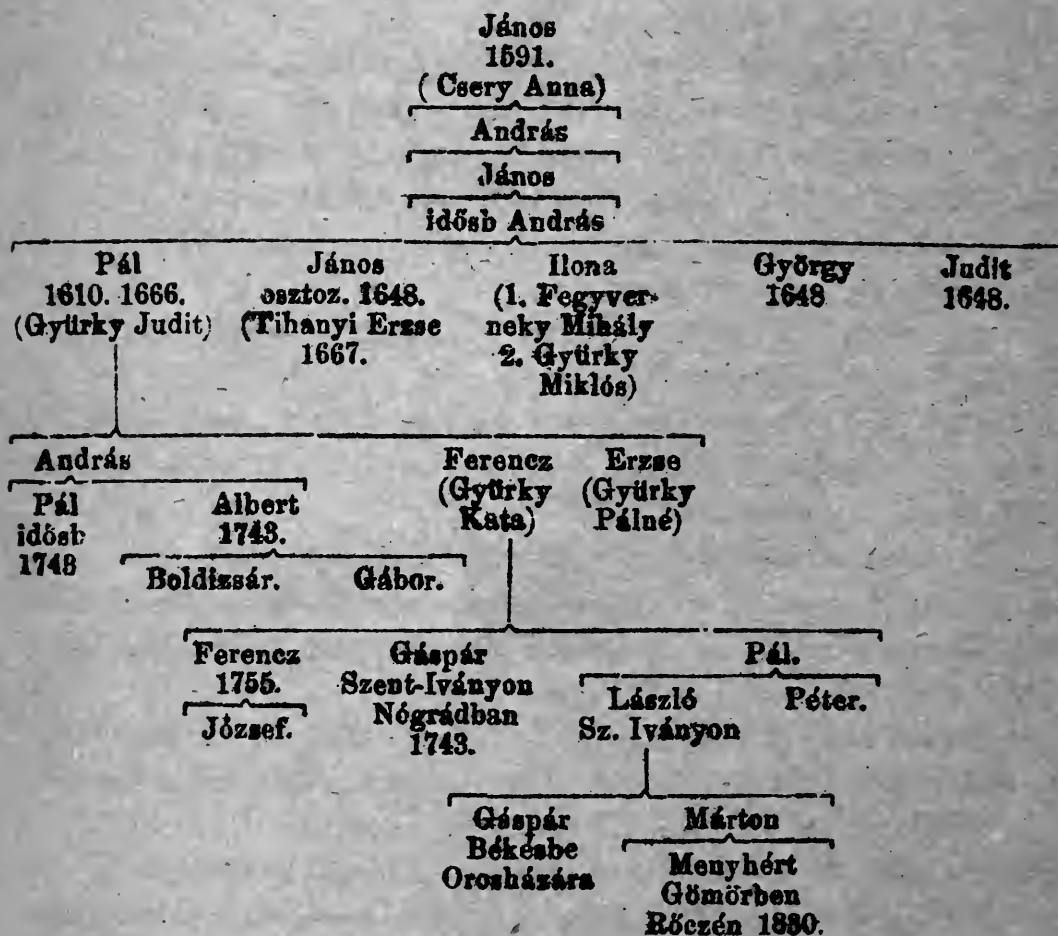 János
1591.
(Csery Anna)
András
János
idősb András
Pál János Ilona György Judit
1610. 1666. osztoz. 1648. (1. Fegyver- 1648 1648.
(Gyürky Judit) (Tihanyi Erzse neky Mihály
1667. 2. Gyürky
Miklós)
András Ferencz Erzse
Pál Albert (Gyürky (Gyürky
idősb 1743. Kata) Pálné)
1743
Boldizsár. Gábor.
Ferencz Gáspár Pál.
1755. Szent-Iványon László Péter.
József. Nógrádban Sz. Iványon
1743.
Gáspár Márton
Békésbe Menyhért
Orosházára Gömörben
Rőczén 1830.